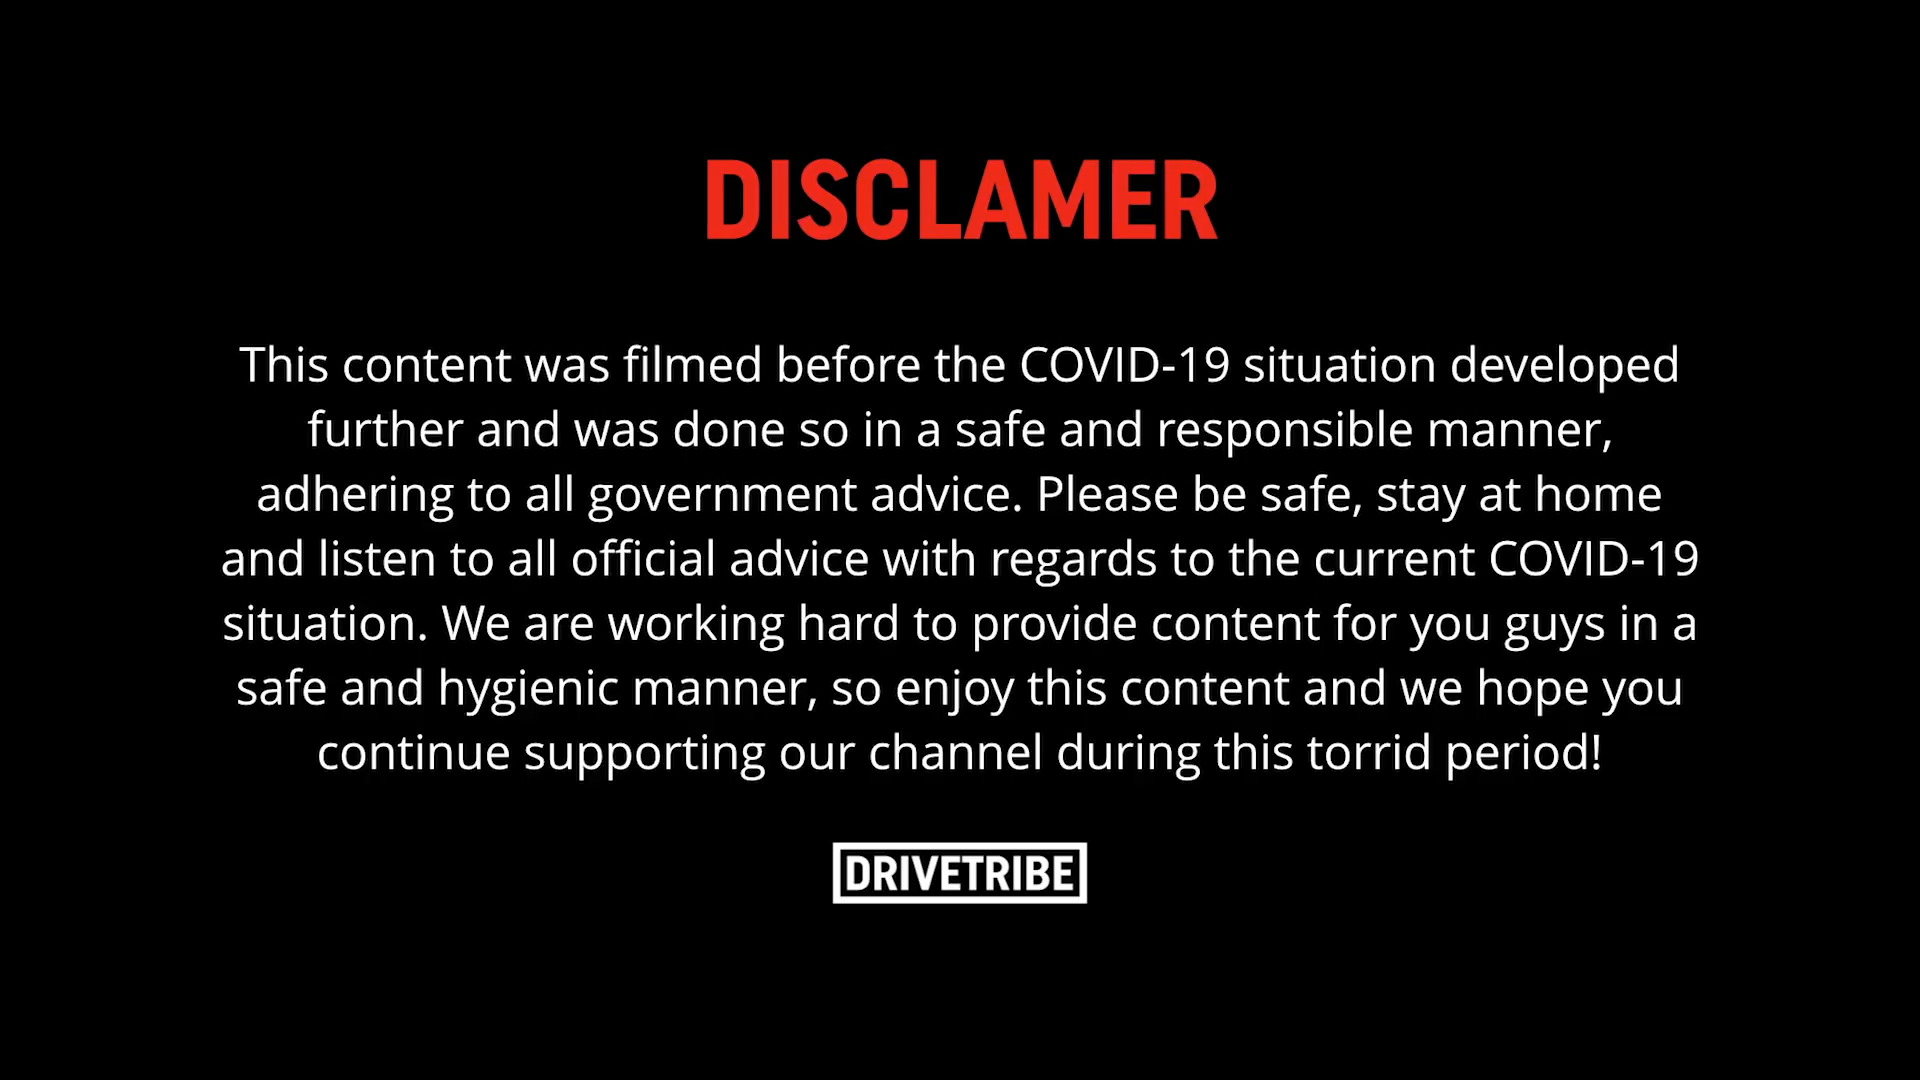 DISCLAMER
This content was filmed before the COVID-19 situation developed
further and was done so in a safe and responsible manner,
adhering to all government advice. Please be safe, stay at home
and listen to all official advice with regards to the current COVID-19
situation. We are working hard to provide content for you guys in a
safe and hygienic manner, so enjoy this content and we hope you
continue supporting our channel during this torrid period!
DRIVETRIBE